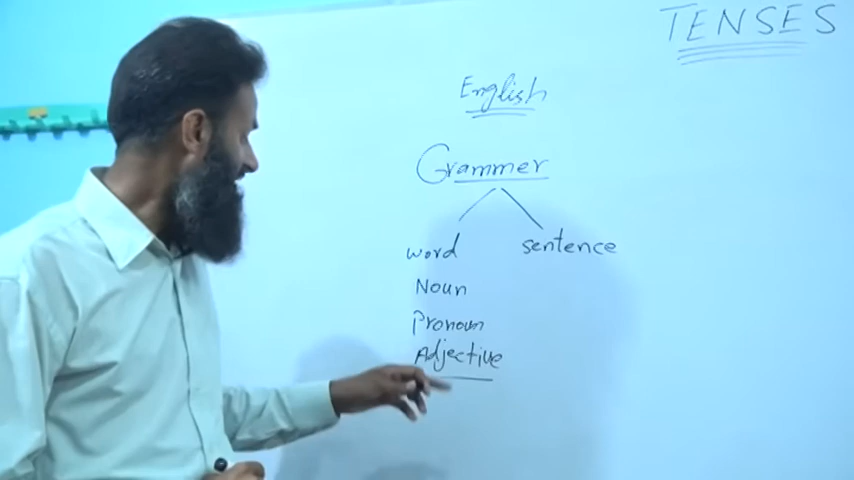 TENSES
English
Grammer
word sentence
Noun
Pronoun
Adjective